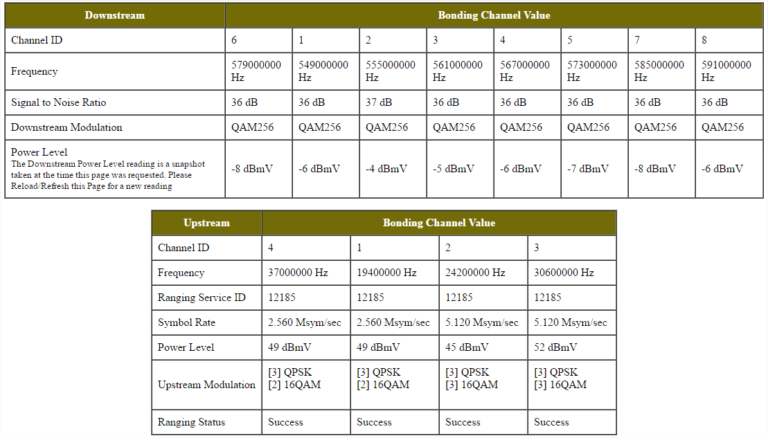 Downstream Bonding Channel Value
Channel ID 6 1 2 3 4 5 7 8
Frequency 579000000 Hz 549000000 Hz 555000000 Hz 561000000 Hz 567000000 Hz 573000000 Hz 585000000 Hz 591000000 Hz
Signal to Noise Ratio 36 dB 36 dB 37 dB 36 dB 36 dB 36 dB 36 dB 36 dB
Downstream Modulation QAM256 QAM256 QAM256 QAM256 QAM256 QAM256 QAM256 QAM256
Power Level
The Downstream Power Level reading is a snapshot
taken at the time this page was requested. Please
Reload/Refresh this Page for a new reading
-8 dBmV -6 dBmV -4 dBmV -5 dBmV -6 dBmV -7 dBmV -8 dBmV -6 dBmV
Upstream Bonding Channel Value
Channel ID 4 1 2 3
Frequency 37000000 Hz 19400000 Hz 24200000 Hz 30600000 Hz
Ranging Service ID 12185 12185 12185 12185
Symbol Rate 2.560 Msym/sec 2.560 Msym/sec 5.120 Msym/sec 5.120 Msym/sec
Power Level 49 dBmV 49 dBmV 45 dBmV 52 dBmV
Upstream Modulation [3] QPSK [3] QPSK [3] QPSK [3] QPSK
[2] 16QAM [2] 16QAM [3] 16QAM [3] 16QAM
Ranging Status Success Success Success Success